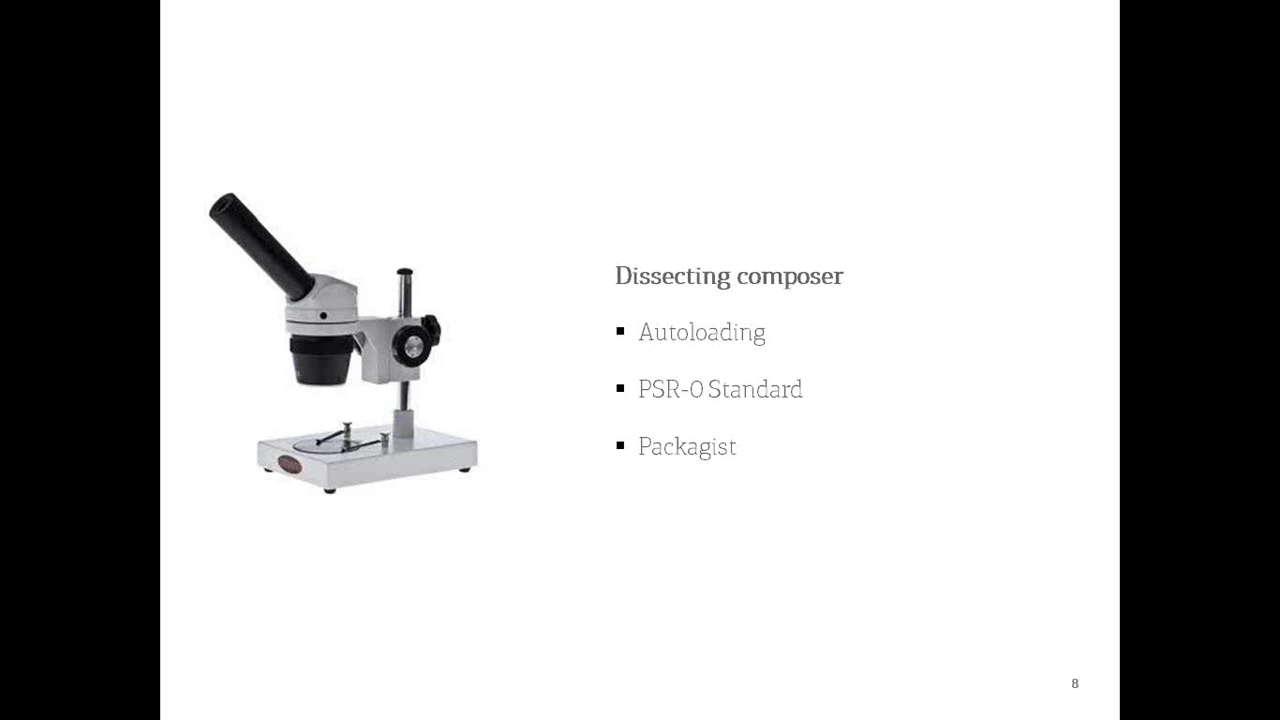 Dissecting composer
▪ Autoloading
▪ PSR-0 Standard
▪ Packagist
8